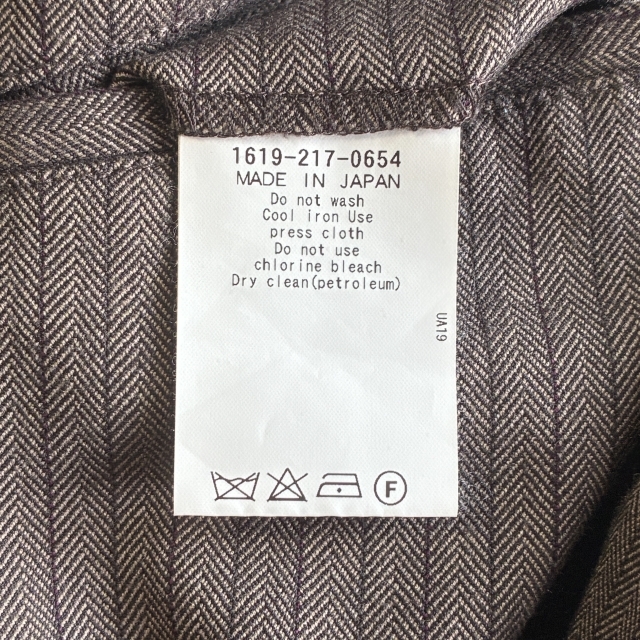 1619-217-0654
MADE IN JAPAN
Do not wash
Cool iron Use
press cloth
Do not use
chlorine bleach
Dry clean(petroleum)
UA19
F